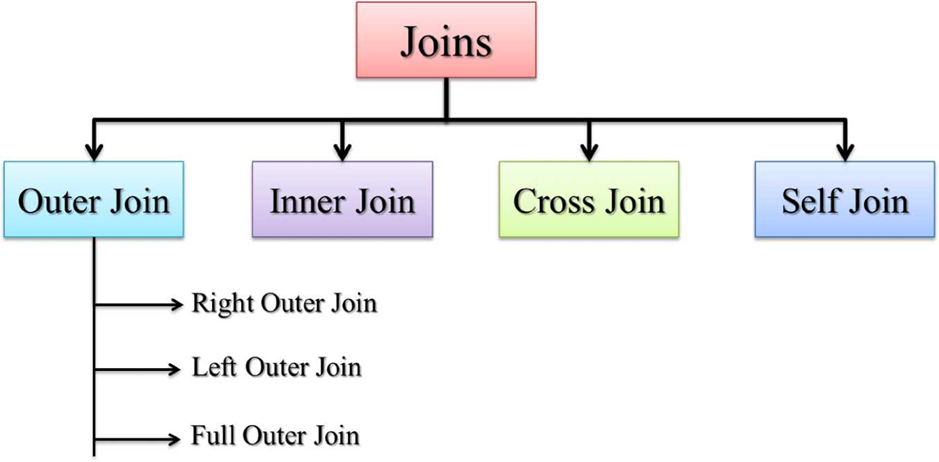 Joins
Outer Join
Inner Join
Cross Join
Self Join
Right Outer Join
Left Outer Join
Full Outer Join